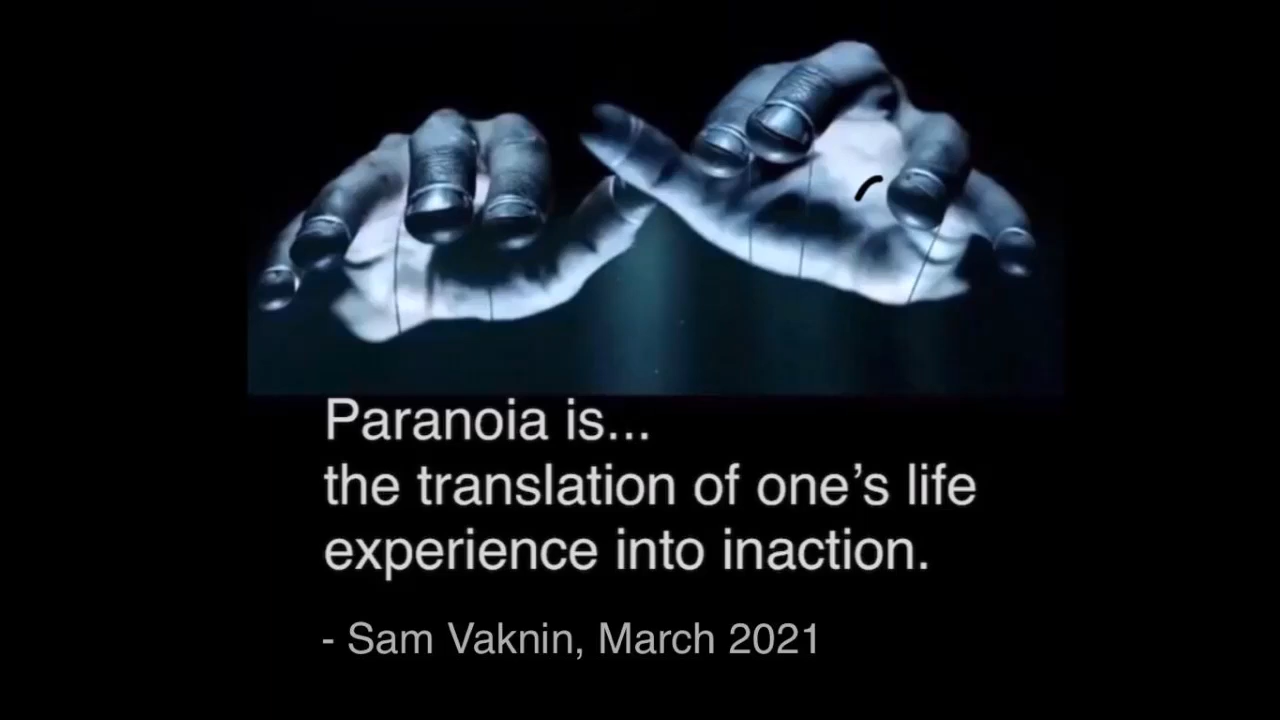 Paranoia is...
the translation of one’s life
experience into inaction.
- Sam Vaknin, March 2021